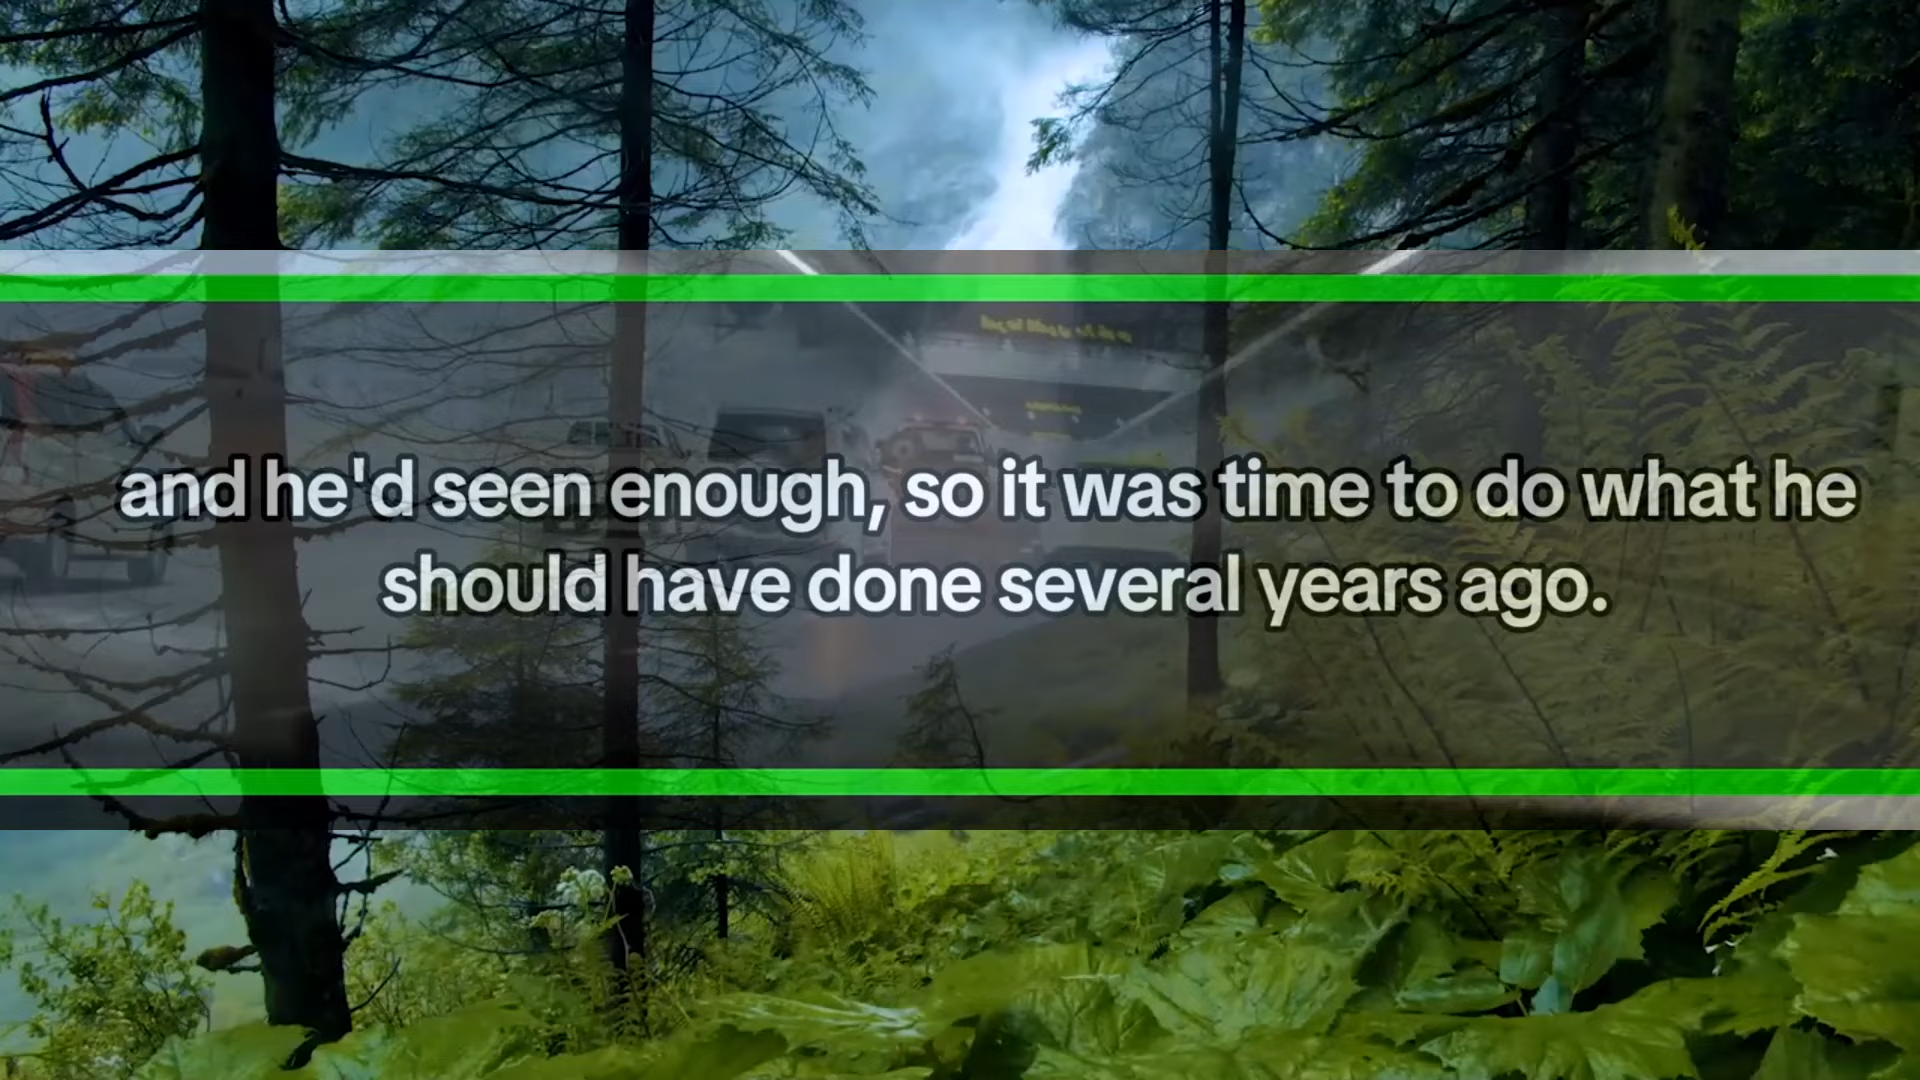 and he'd seen enough, so it was time to do what he
should have done several years ago.